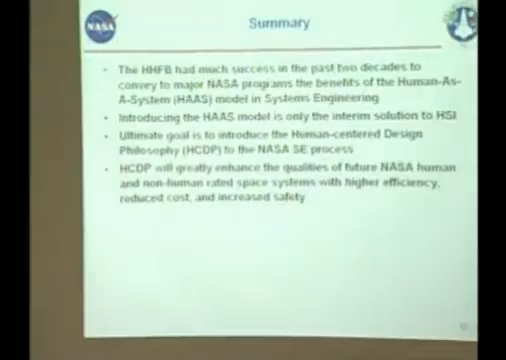 NASA
Summary
• The HHFB had much success in the past two decades to
convey to major NASA programs the benefits of the Human-As-
A-System (HAAS) model in Systems Engineering
• Introducing the HAAS model is only the interim solution to HSI
• Ultimate goal is to introduce the Human-centered Design
Philosophy (HCDP) to the NASA SE process
• HCDP will greatly enhance the qualities of future NASA human
and non-human rated space systems with higher efficiency,
reduced cost, and increased safety